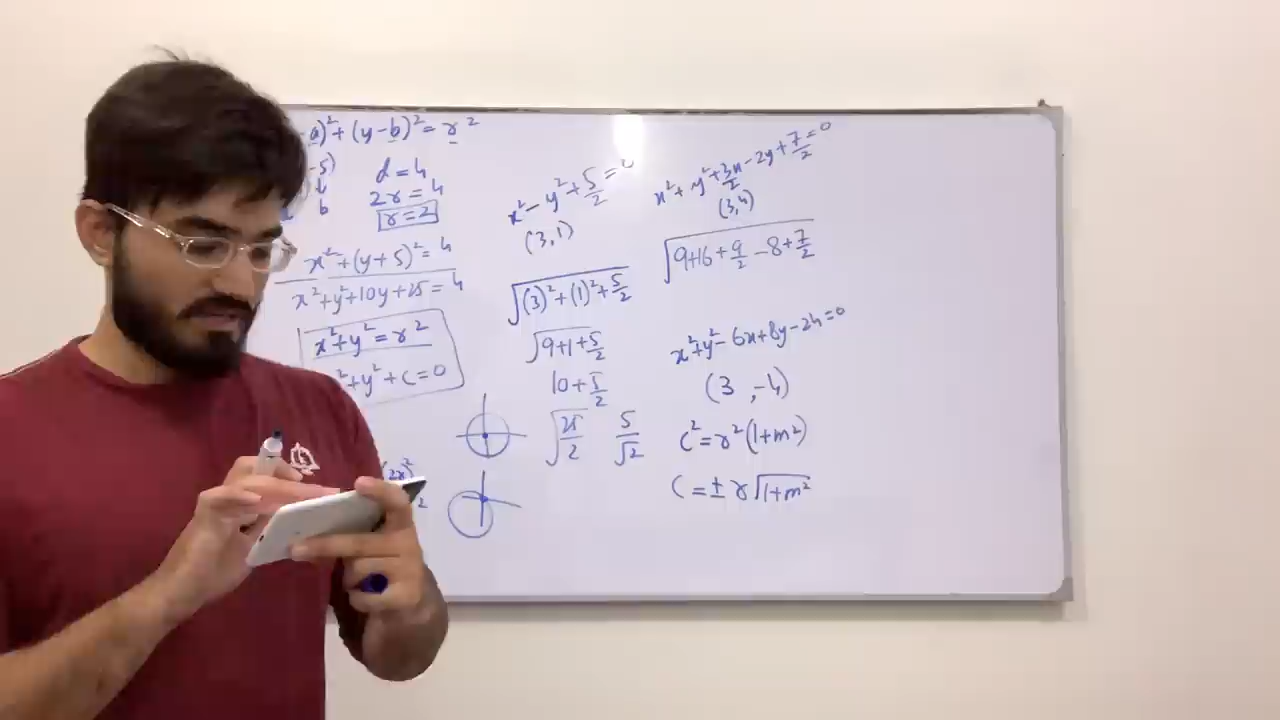 a)² + (y-b)² = r²
-5)
b
b
d = 4
2r = 4
r = 2
x² + (y+5)² = 4
x² + y² + 10y + 25 = 4
x² + y² = r²
² + y² + c = 0
(2r)²
2
x² - y² + 5/2 = 0
(3,1)
√((3)² + (1)² + 5/2)
√(9+1+5/2)
10 + 5/2
√(25/2) 5/√2
x² + y² + 3x/2 - 2y + 7/2 = 0
(3,4)
√(9+16+9/2-8+7/2)
x² + y² - 6x + 8y - 24 = 0
(3, -4)
c² = r²(1+m²)
c = ± r√(1+m²)